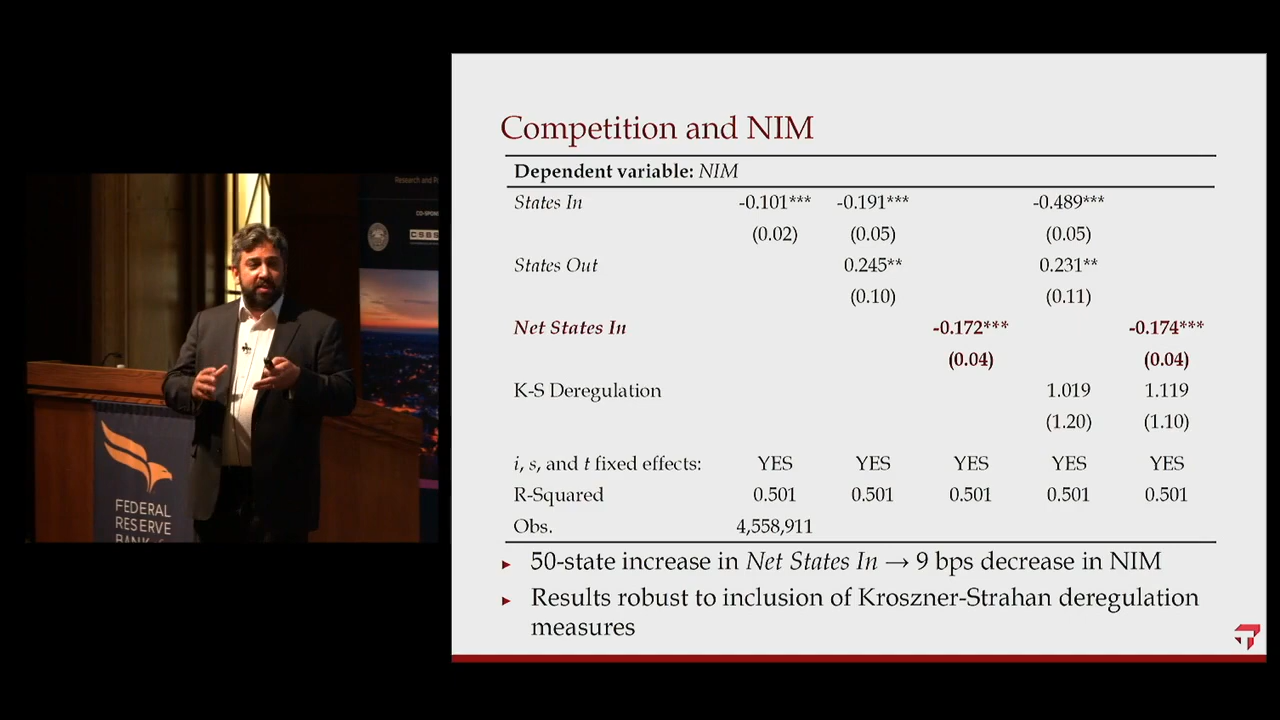 Research and
CO-SPON
CSBS
FEDERAL
RESERVE
BANK
Competition and NIM
Dependent variable: NIM
States In -0.101*** -0.191*** -0.489***
(0.02) (0.05) (0.05)
States Out 0.245** 0.231**
(0.10) (0.11)
Net States In -0.172*** -0.174***
(0.04) (0.04)
K-S Deregulation 1.019 1.119
(1.20) (1.10)
i, s, and t fixed effects: YES YES YES YES YES
R-Squared 0.501 0.501 0.501 0.501 0.501
Obs. 4,558,911
▸ 50-state increase in Net States In → 9 bps decrease in NIM
▸ Results robust to inclusion of Kroszner-Strahan deregulation
measures